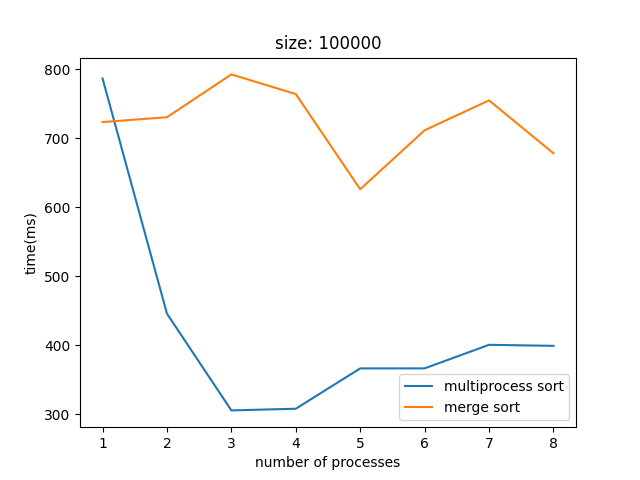 size: 100000
800
700
600
500
400
300
time(ms)
1 2 3 4 5 6 7 8
number of processes
multiprocess sort
merge sort